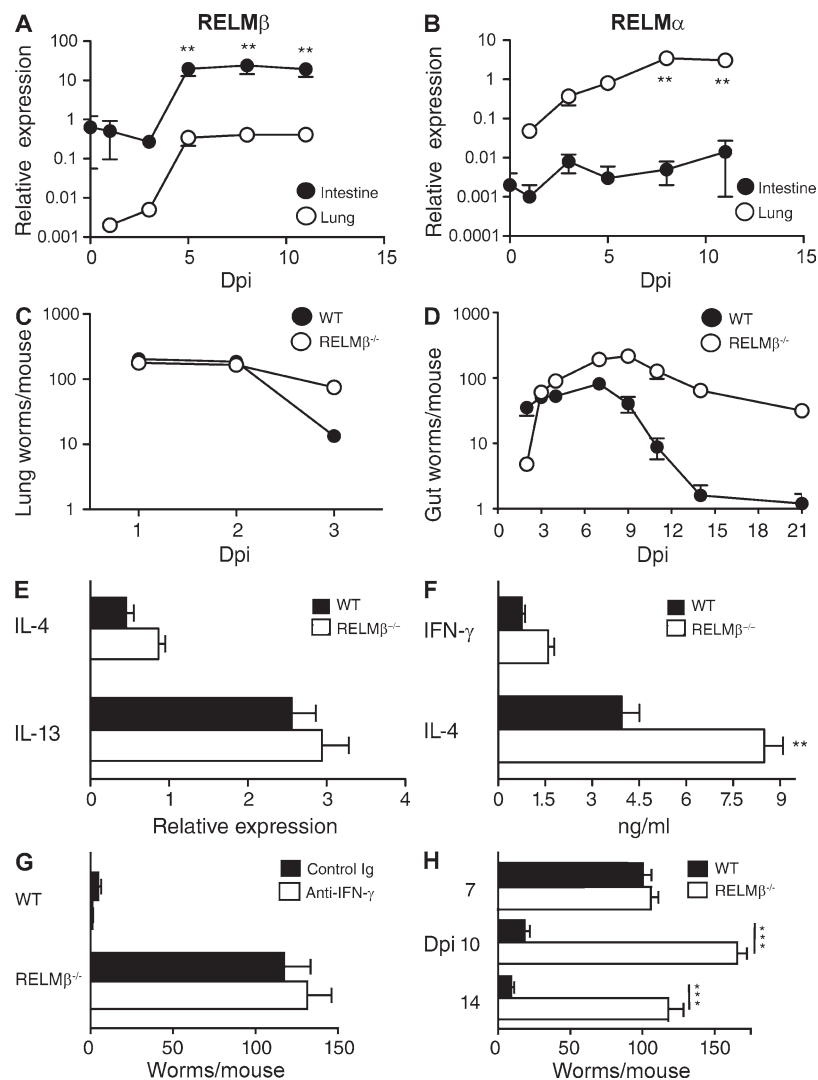 A RELMβ
Relative expression
100
10
1
0.1
0.01
0.001
** ** **
Intestine
Lung
0 5 10 15
Dpi
B RELMα
Relative expression
10
1
0.1
0.01
0.001
0.0001
** **
Intestine
Lung
0 5 10 15
Dpi
C
Lung worms/mouse
1000
100
10
1
WT
RELMβ-/-
1 2 3
Dpi
D
Gut worms/mouse
1000
100
10
1
WT
RELMβ-/-
0 3 6 9 12 15 18 21
Dpi
E
WT
RELMβ-/-
IL-4
IL-13
0 1 2 3 4
Relative expression
F
WT
RELMβ-/-
IFN-γ
IL-4
**
0 1.5 3 4.5 6 7.5 9
ng/ml
G
Control Ig
Anti-IFN-γ
WT
RELMβ-/-
0 50 100 150
Worms/mouse
H
WT
RELMβ-/-
7
Dpi 10
14
***
***
0 50 100 150
Worms/mouse